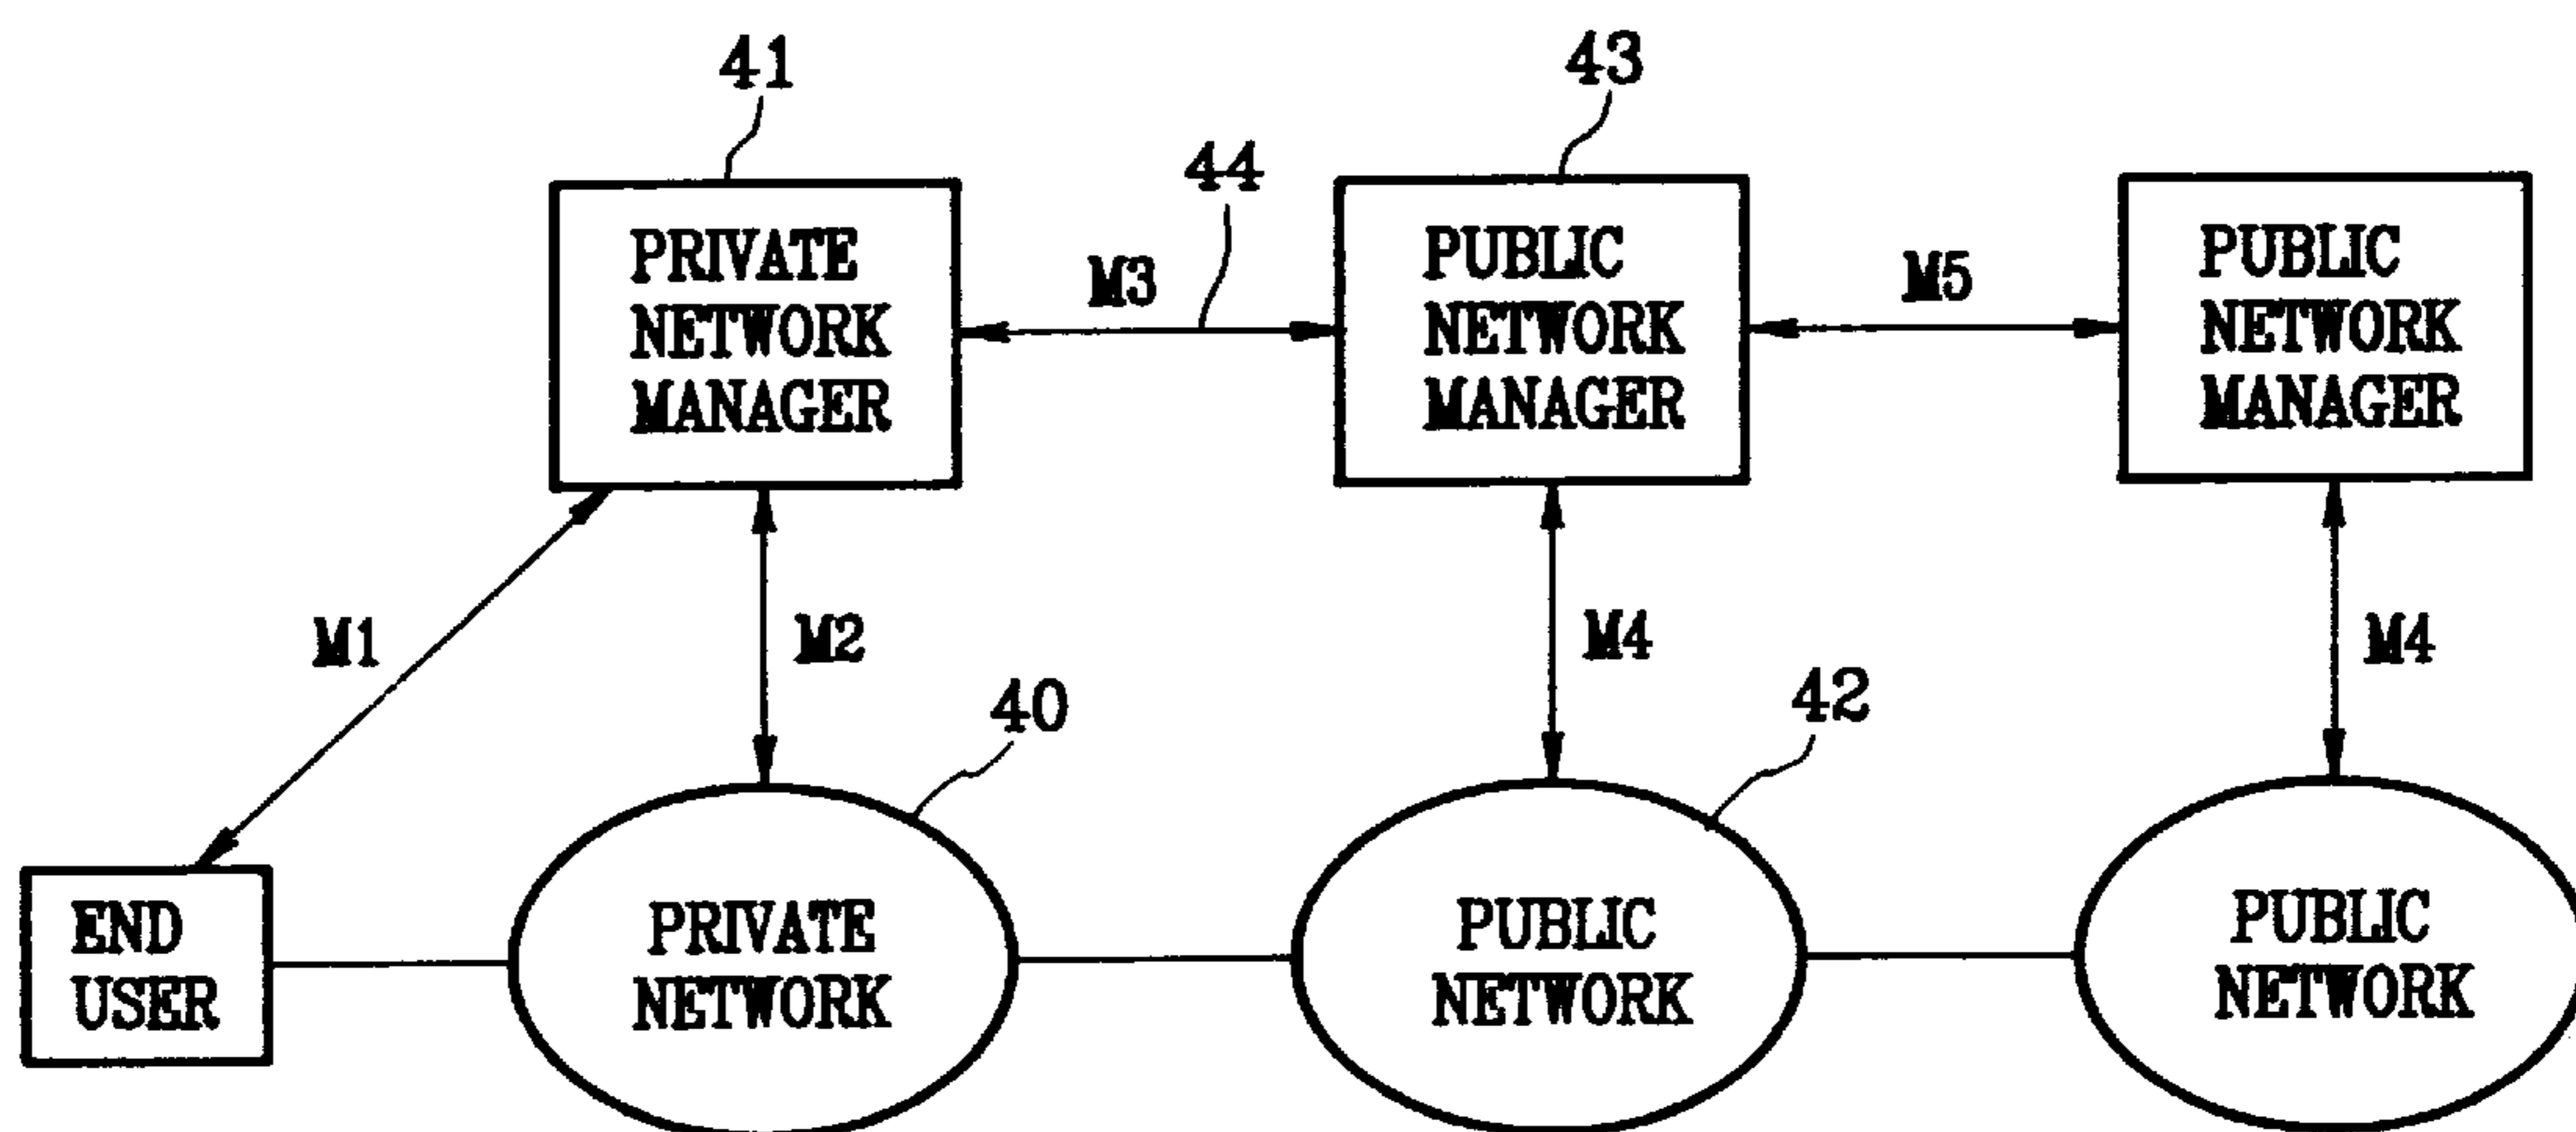 41
43
44
PRIVATE
NETWORK
MANAGER
M3
PUBLIC
NETWORK
MANAGER
M5
PUBLIC
NETWORK
MANAGER
M1
M2
M4
M4
40
42
END
USER
PRIVATE
NETWORK
PUBLIC
NETWORK
PUBLIC
NETWORK